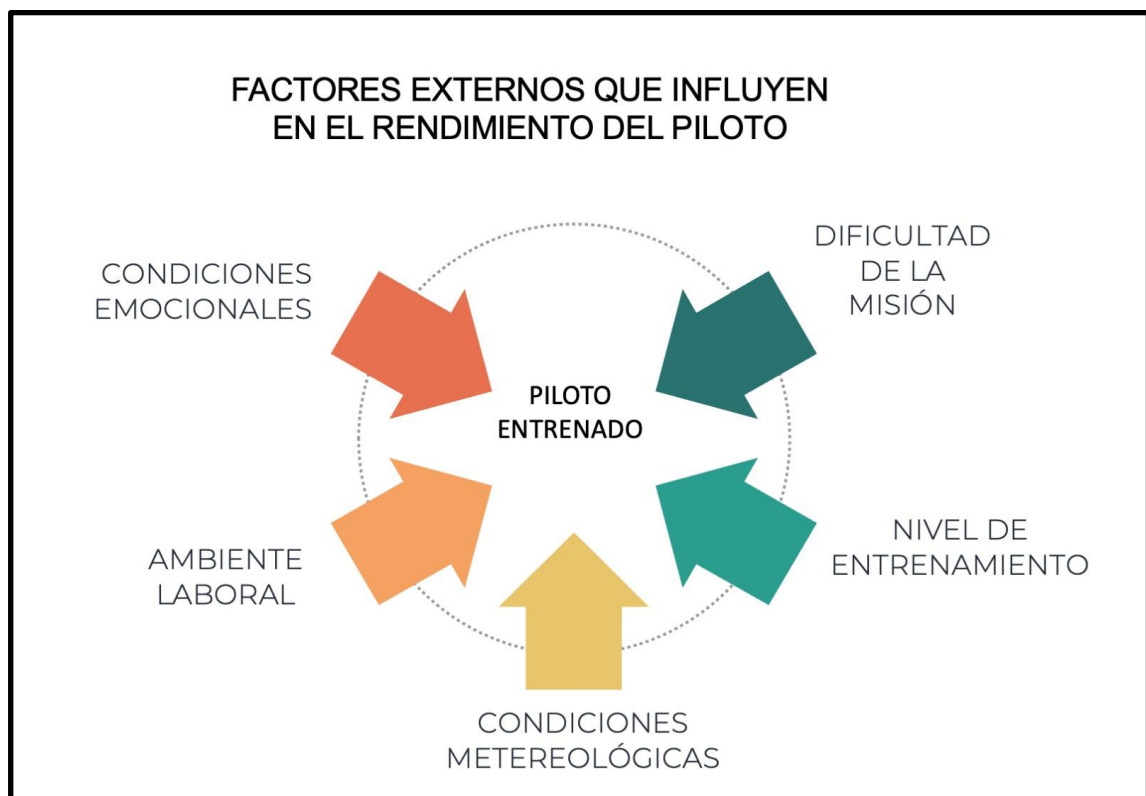 FACTORES EXTERNOS QUE INFLUYEN
EN EL RENDIMIENTO DEL PILOTO
CONDICIONES
EMOCIONALES
DIFICULTAD
DE LA
MISIÓN
PILOTO
ENTRENADO
AMBIENTE
LABORAL
NIVEL DE
ENTRENAMIENTO
CONDICIONES
METEREOLÓGICAS